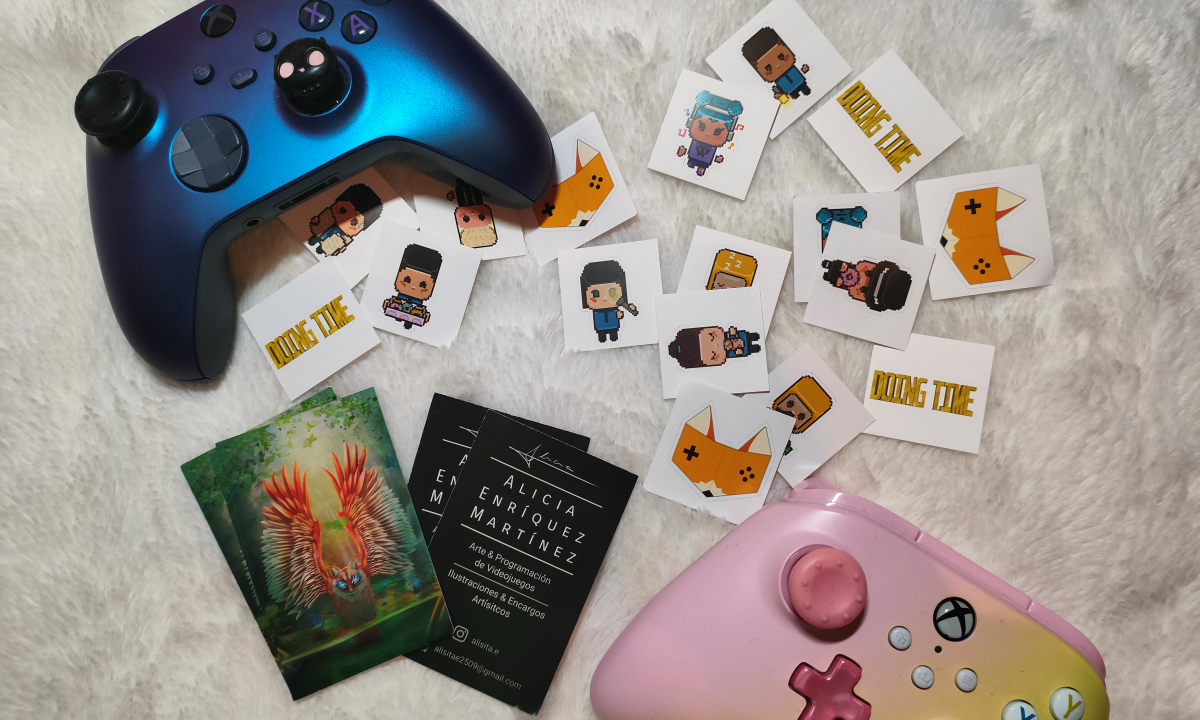 X
A
DOING TIME
DOING TIME
DOING TIME
Z
Z
Z
Alicia
ALICIA
ENRÍQUEZ
MARTÍNEZ
Arte & Programación
de Videojuegos
Ilustraciones & Encargos
Artísitcos
alisita.e
alisitae2509@gmail.com
X
Y